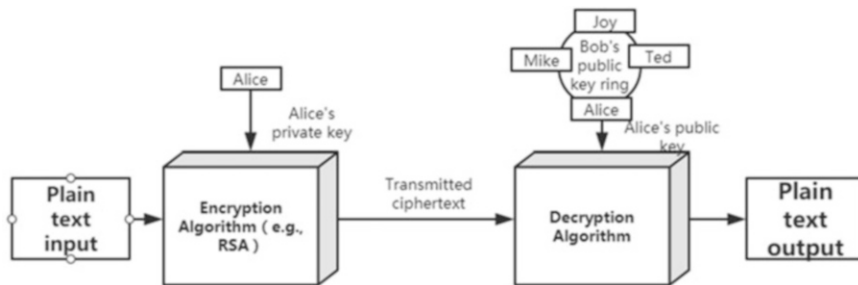 Joy
Bob's
public
key ring
Mike
Ted
Alice
Alice
Alice's
private key
Alice's public
key
Plain
text
input
Encryption
Algorithm ( e.g.,
RSA )
Transmitted
ciphertext
Decryption
Algorithm
Plain
text
output